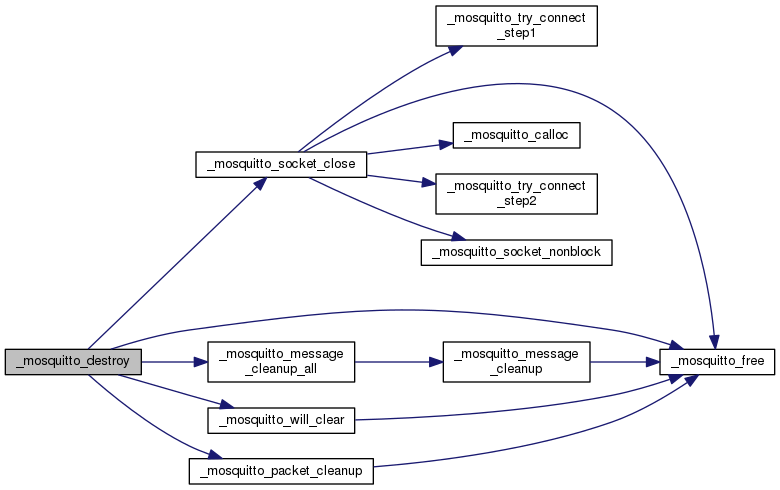 _mosquitto_try_connect
_step1
_mosquitto_calloc
_mosquitto_socket_close
_mosquitto_try_connect
_step2
_mosquitto_socket_nonblock
_mosquitto_destroy
_mosquitto_message
_cleanup_all
_mosquitto_message
_cleanup
_mosquitto_free
_mosquitto_will_clear
_mosquitto_packet_cleanup